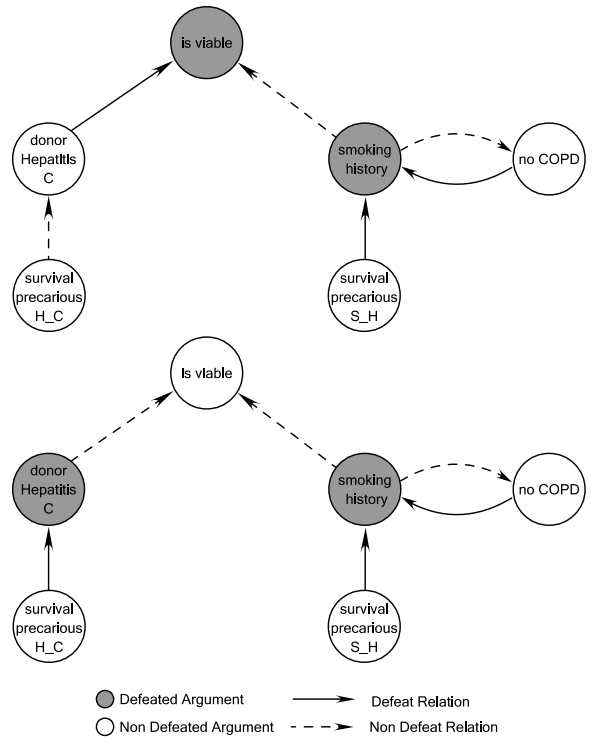 is viable
donor
Hepatitis
C
smoking
history
no COPD
survival
precarious
H_C
survival
precarious
S_H
is viable
donor
Hepatitis
C
smoking
history
no COPD
survival
precarious
H_C
survival
precarious
S_H
Defeated Argument
Defeat Relation
Non Defeated Argument
Non Defeat Relation